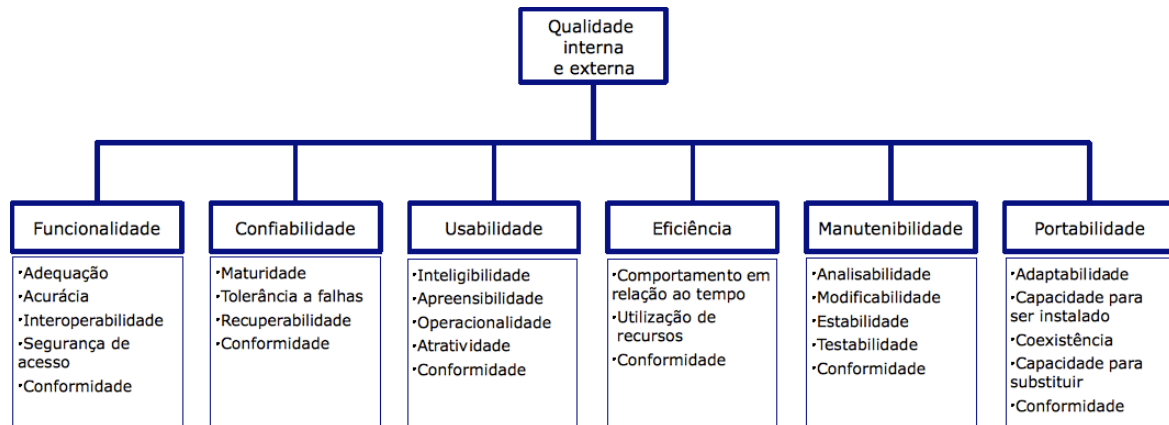 Qualidade
interna
e externa
Funcionalidade
·Adequação
·Acurácia
·Interoperabilidade
·Segurança de
acesso
·Conformidade
Confiabilidade
·Maturidade
·Tolerância a falhas
·Recuperabilidade
·Conformidade
Usabilidade
·Inteligibilidade
·Apreensibilidade
·Operacionalidade
·Atratividade
·Conformidade
Eficiência
·Comportamento em
relação ao tempo
·Utilização de
recursos
·Conformidade
Manutenibilidade
·Analisabilidade
·Modificabilidade
·Estabilidade
·Testabilidade
·Conformidade
Portabilidade
·Adaptabilidade
·Capacidade para
ser instalado
·Coexistência
·Capacidade para
substituir
·Conformidade